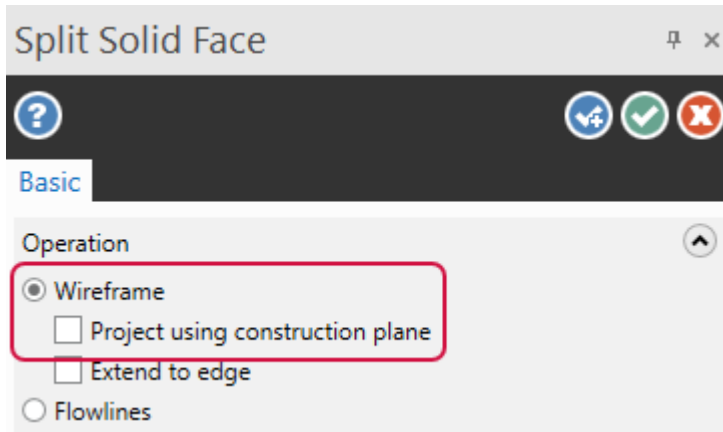 Split Solid Face
Basic
Operation
Wireframe
Project using construction plane
Extend to edge
Flowlines